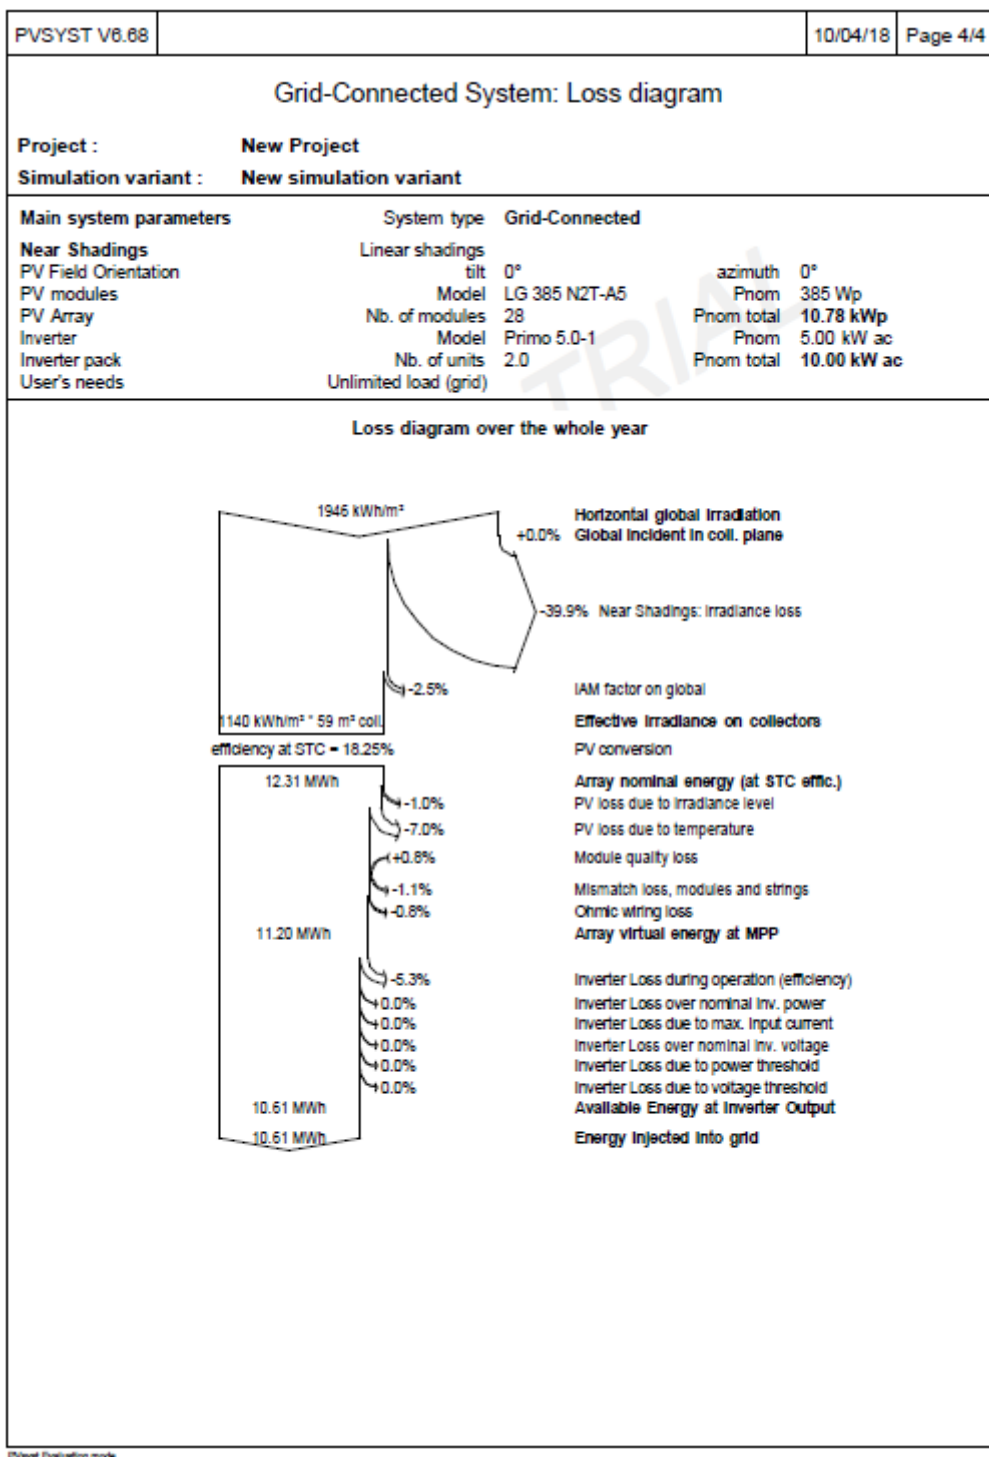 PVSYST V6.68 10/04/18 Page 4/4
Grid-Connected System: Loss diagram
Project : New Project
Simulation variant : New simulation variant
Main system parameters System type Grid-Connected
Near Shadings Linear shadings
PV Field Orientation tilt 0° azimuth 0°
PV modules Model LG 385 N2T-A5 Pnom 385 Wp
PV Array Nb. of modules 28 Pnom total 10.78 kWp
Inverter Model Primo 5.0-1 Pnom 5.00 kW ac
Inverter pack Nb. of units 2.0 Pnom total 10.00 kW ac
User's needs Unlimited load (grid)
TRIAL
Loss diagram over the whole year
1946 kWh/m² Horizontal global irradiation
+0.0% Global incident in coll. plane
-39.9% Near Shadings: irradiance loss
-2.5% IAM factor on global
1140 kWh/m² * 59 m² coll. Effective irradiance on collectors
efficiency at STC = 18.25% PV conversion
12.31 MWh Array nominal energy (at STC effic.)
-1.0% PV loss due to irradiance level
-7.0% PV loss due to temperature
+0.8% Module quality loss
-1.1% Mismatch loss, modules and strings
-0.8% Ohmic wiring loss
11.20 MWh Array virtual energy at MPP
-5.3% Inverter Loss during operation (efficiency)
0.0% Inverter Loss over nominal inv. power
0.0% Inverter Loss due to max. input current
0.0% Inverter Loss over nominal inv. voltage
0.0% Inverter Loss due to power threshold
0.0% Inverter Loss due to voltage threshold
10.61 MWh Available Energy at Inverter Output
10.61 MWh Energy injected into grid